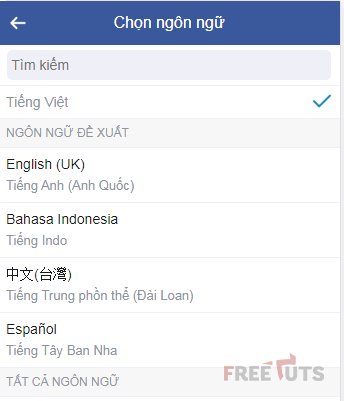 Chọn ngôn ngữ
Tìm kiếm
Tiếng Việt
NGÔN NGỮ ĐỀ XUẤT
English (UK)
Tiếng Anh (Anh Quốc)
Bahasa Indonesia
Tiếng Indo
中文(台灣)
Tiếng Trung phồn thể (Đài Loan)
Español
Tiếng Tây Ban Nha
FREETUTS
TẤT CẢ NGÔN NGỮ